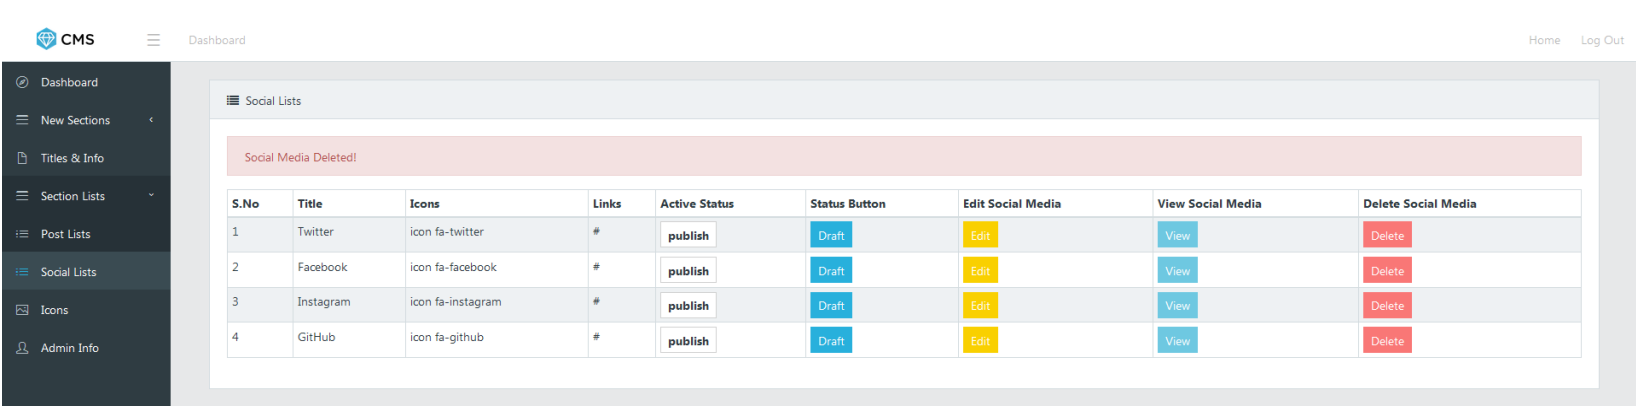 CMS Dashboard Home Log Out
Dashboard
New Sections
Titles & Info
Section Lists
Post Lists
Social Lists
Icons
Admin Info
Social Lists
Social Media Deleted!
S.No Title Icons Links Active Status Status Button Edit Social Media View Social Media Delete Social Media
1 Twitter icon fa-twitter # publish Draft Edit View Delete
2 Facebook icon fa-facebook # publish Draft Edit View Delete
3 Instagram icon fa-instagram # publish Draft Edit View Delete
4 GitHub icon fa-github # publish Draft Edit View Delete